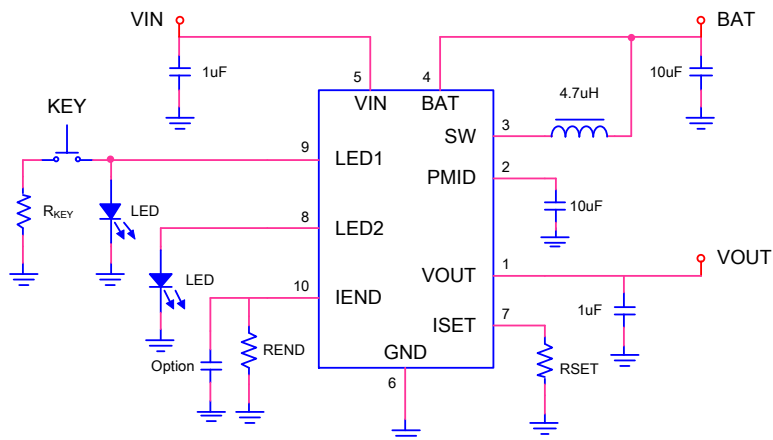 VIN
BAT
1uF
10uF
5
4
4.7uH
KEY
VIN
BAT
SW
3
9
LED1
PMID
2
RKEY
LED
10uF
8
LED2
VOUT
LED
VOUT
1
10
IEND
ISET
7
1uF
Option
REND
GND
RSET
6